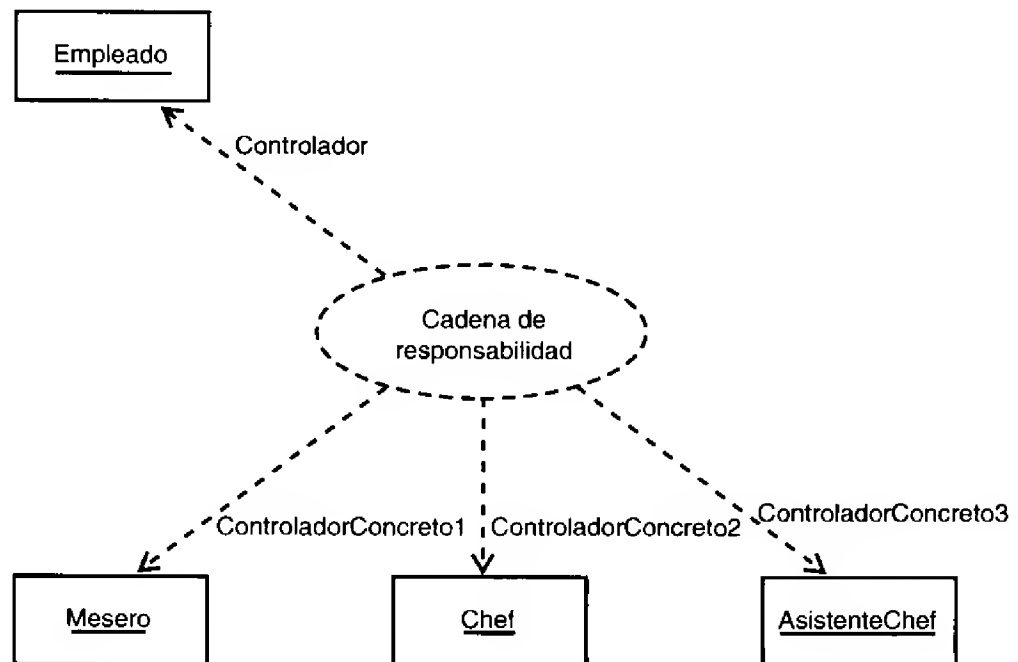 Empleado
Controlador
Cadena de
responsabilidad
ControladorConcreto1
ControladorConcreto2
ControladorConcreto3
Mesero
Chef
AsistenteChef